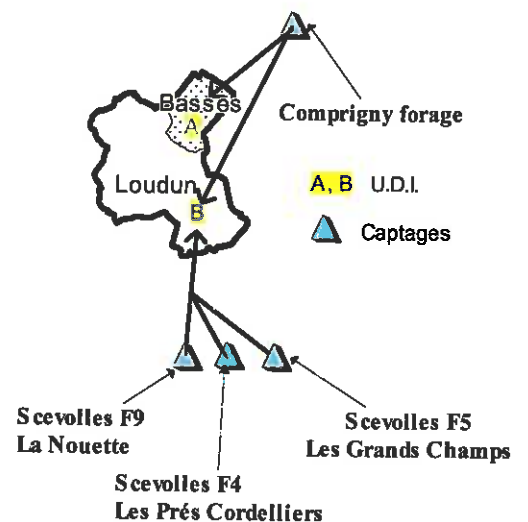 Basses
A
Comprigny forage
Loudun
A, B U.D.I.
B
Captages
Scevolles F9
La Nouette
Scevolles F5
Les Grands Champs
Scevolles F4
Les Prés Cordelliers